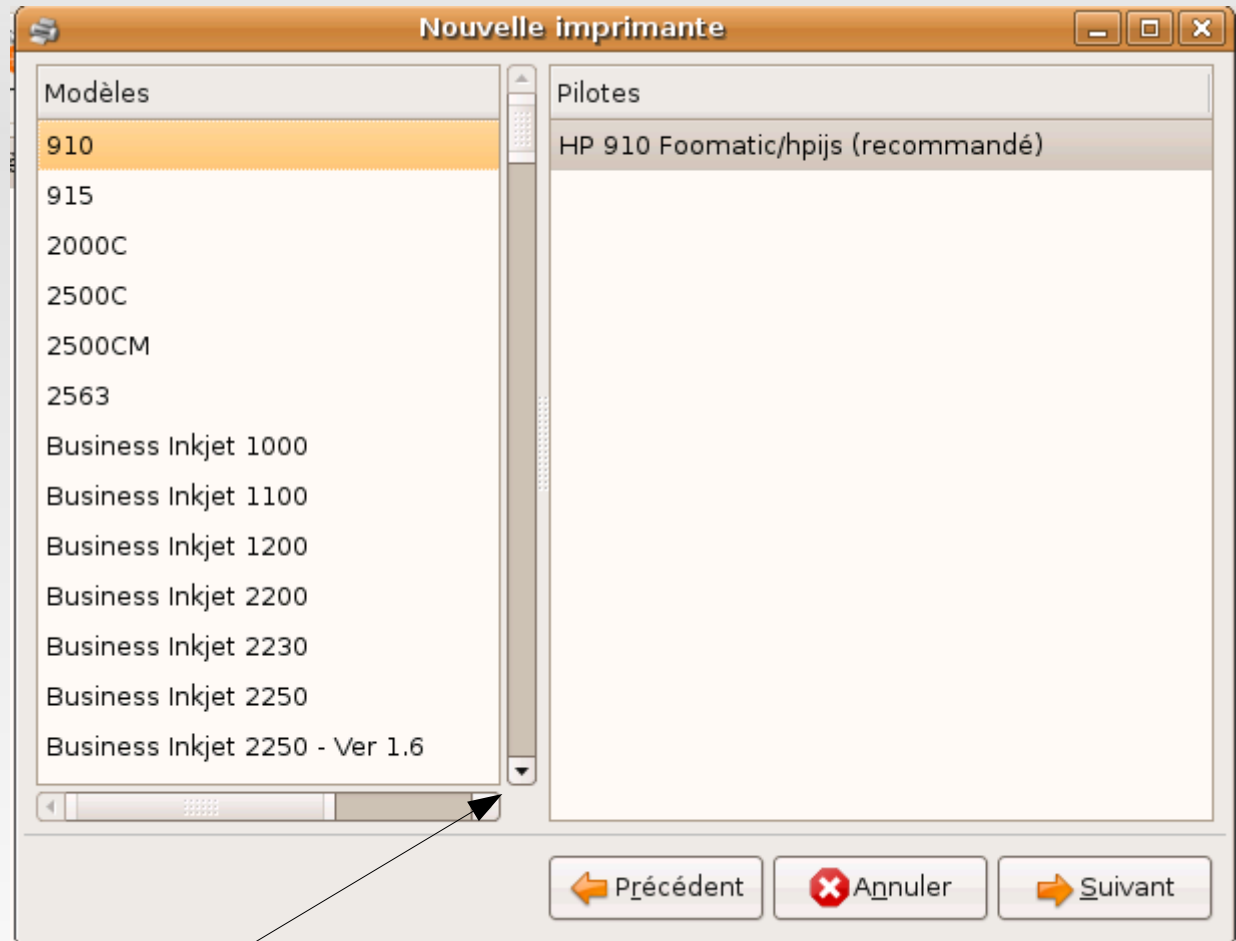 Nouvelle imprimante
Modèles
910
915
2000C
2500C
2500CM
2563
Business Inkjet 1000
Business Inkjet 1100
Business Inkjet 1200
Business Inkjet 2200
Business Inkjet 2230
Business Inkjet 2250
Business Inkjet 2250 - Ver 1.6
Pilotes
HP 910 Foomatic/hpijs (recommandé)
Précédent
Annuler
Suivant